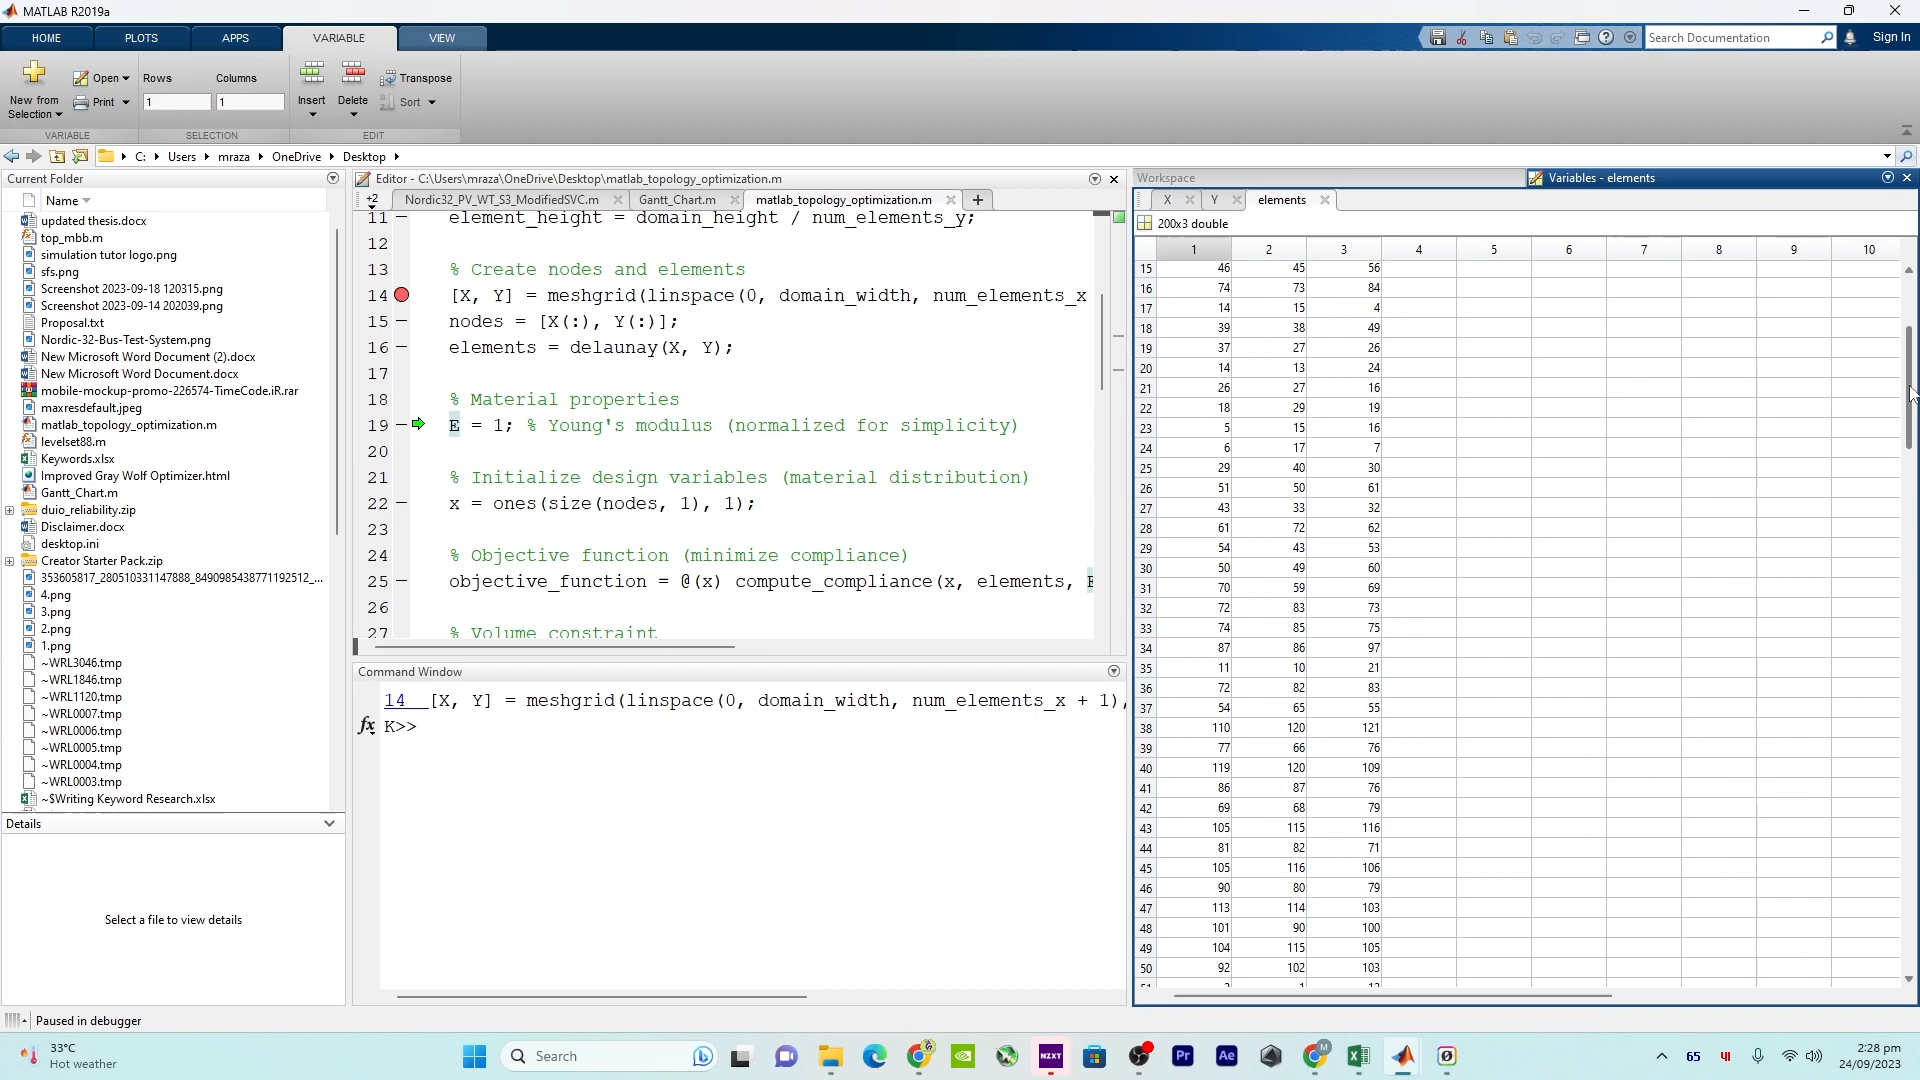 MATLAB R2019a
HOME PLOTS APPS VARIABLE VIEW
Search Documentation Sign In
New from Selection Open Print Rows Columns 1 1 Insert Delete Transpose Sort
VARIABLE SELECTION EDIT
C: Users mraza OneDrive Desktop
Current Folder
Name
updated thesis.docx
top_mbb.m
simulation tutor logo.png
sfs.png
Screenshot 2023-09-18 120315.png
Screenshot 2023-09-14 202039.png
Proposal.txt
Nordic-32-Bus-Test-System.png
New Microsoft Word Document (2).docx
New Microsoft Word Document.docx
mobile-mockup-promo-226574-TimeCode.iR.rar
maxresdefault.jpeg
matlab_topology_optimization.m
levelset88.m
Keywords.xlsx
Improved Gray Wolf Optimizer.html
Gantt_Chart.m
duio_reliability.zip
Disclaimer.docx
desktop.ini
Creator Starter Pack.zip
353605817_280510331147888_8490985438771192512_...
4.png
3.png
2.png
1.png
~WRL3046.tmp
~WRL1846.tmp
~WRL1120.tmp
~WRL0007.tmp
~WRL0006.tmp
~WRL0005.tmp
~WRL0004.tmp
~WRL0003.tmp
~$Writing Keyword Research.xlsx
Details
Select a file to view details
Editor - C:\Users\mraza\OneDrive\Desktop\matlab_topology_optimization.m
+2 Nordic32_PV_WT_S3_ModifiedSVC.m Gantt_Chart.m matlab_topology_optimization.m
11 element_height = domain_height / num_elements_y;
12
13 % Create nodes and elements
14 [X, Y] = meshgrid(linspace(0, domain_width, num_elements_x
15 nodes = [X(:), Y(:)];
16 elements = delaunay(X, Y);
17
18 % Material properties
19 E = 1; % Young's modulus (normalized for simplicity)
20
21 % Initialize design variables (material distribution)
22 x = ones(size(nodes, 1), 1);
23
24 % Objective function (minimize compliance)
25 objective_function = @(x) compute_compliance(x, elements, E
26
27 % Volume constraint
Command Window
14 [X, Y] = meshgrid(linspace(0, domain_width, num_elements_x + 1),
fx K>>
Workspace Variables - elements
X Y elements
200x3 double
1 2 3 4 5 6 7 8 9 10
15 46 45 56
16 74 73 84
17 14 15 4
18 39 38 49
19 37 27 26
20 14 13 24
21 26 27 16
22 18 29 19
23 5 15 16
24 6 17 7
25 29 40 30
26 51 50 61
27 43 33 32
28 61 72 62
29 54 43 53
30 50 49 60
31 70 59 69
32 72 83 73
33 74 85 75
34 87 86 97
35 11 10 21
36 72 82 83
37 54 65 55
38 110 120 121
39 77 66 76
40 119 120 109
41 86 87 76
42 69 68 79
43 105 115 116
44 81 82 71
45 105 116 106
46 90 80 79
47 113 114 103
48 101 90 100
49 104 115 105
50 92 102 103
Paused in debugger
33°C
Hot weather
Search
NZXT
Pr
Ae
M
65
2:28 pm
24/09/2023